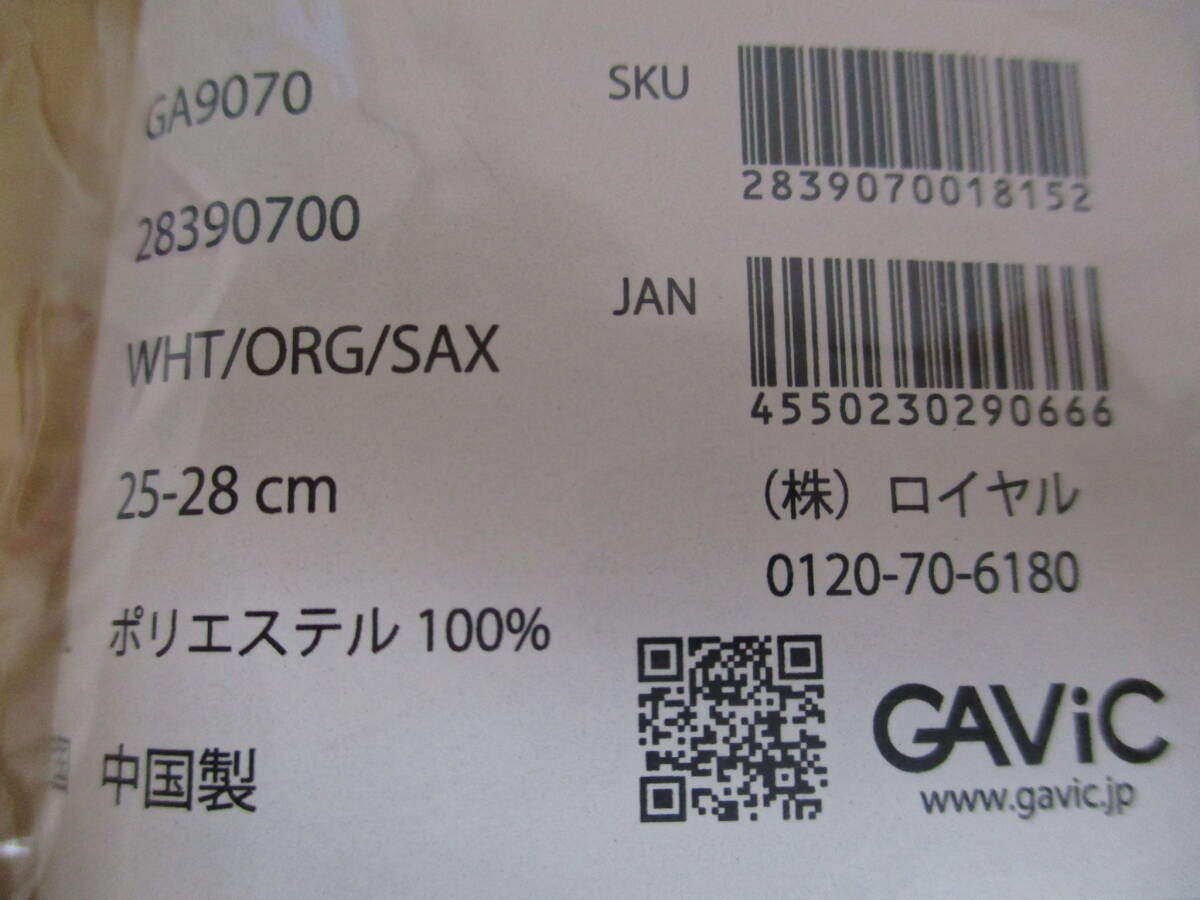 GA9070
28390700
WHT/ORG/SAX
25-28 cm
ポリエステル 100%
中国製
SKU
2839070018152
JAN
4550230290666
（株）ロイヤル
0120-70-6180
GAViC
www.gavic.jp